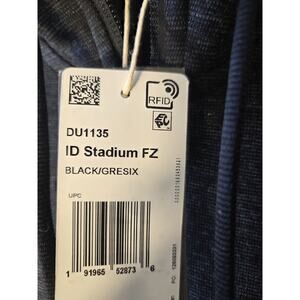 RFID
DU1135
ID Stadium FZ
BLACK/GRESIX
UPC
1 91965 52873 6